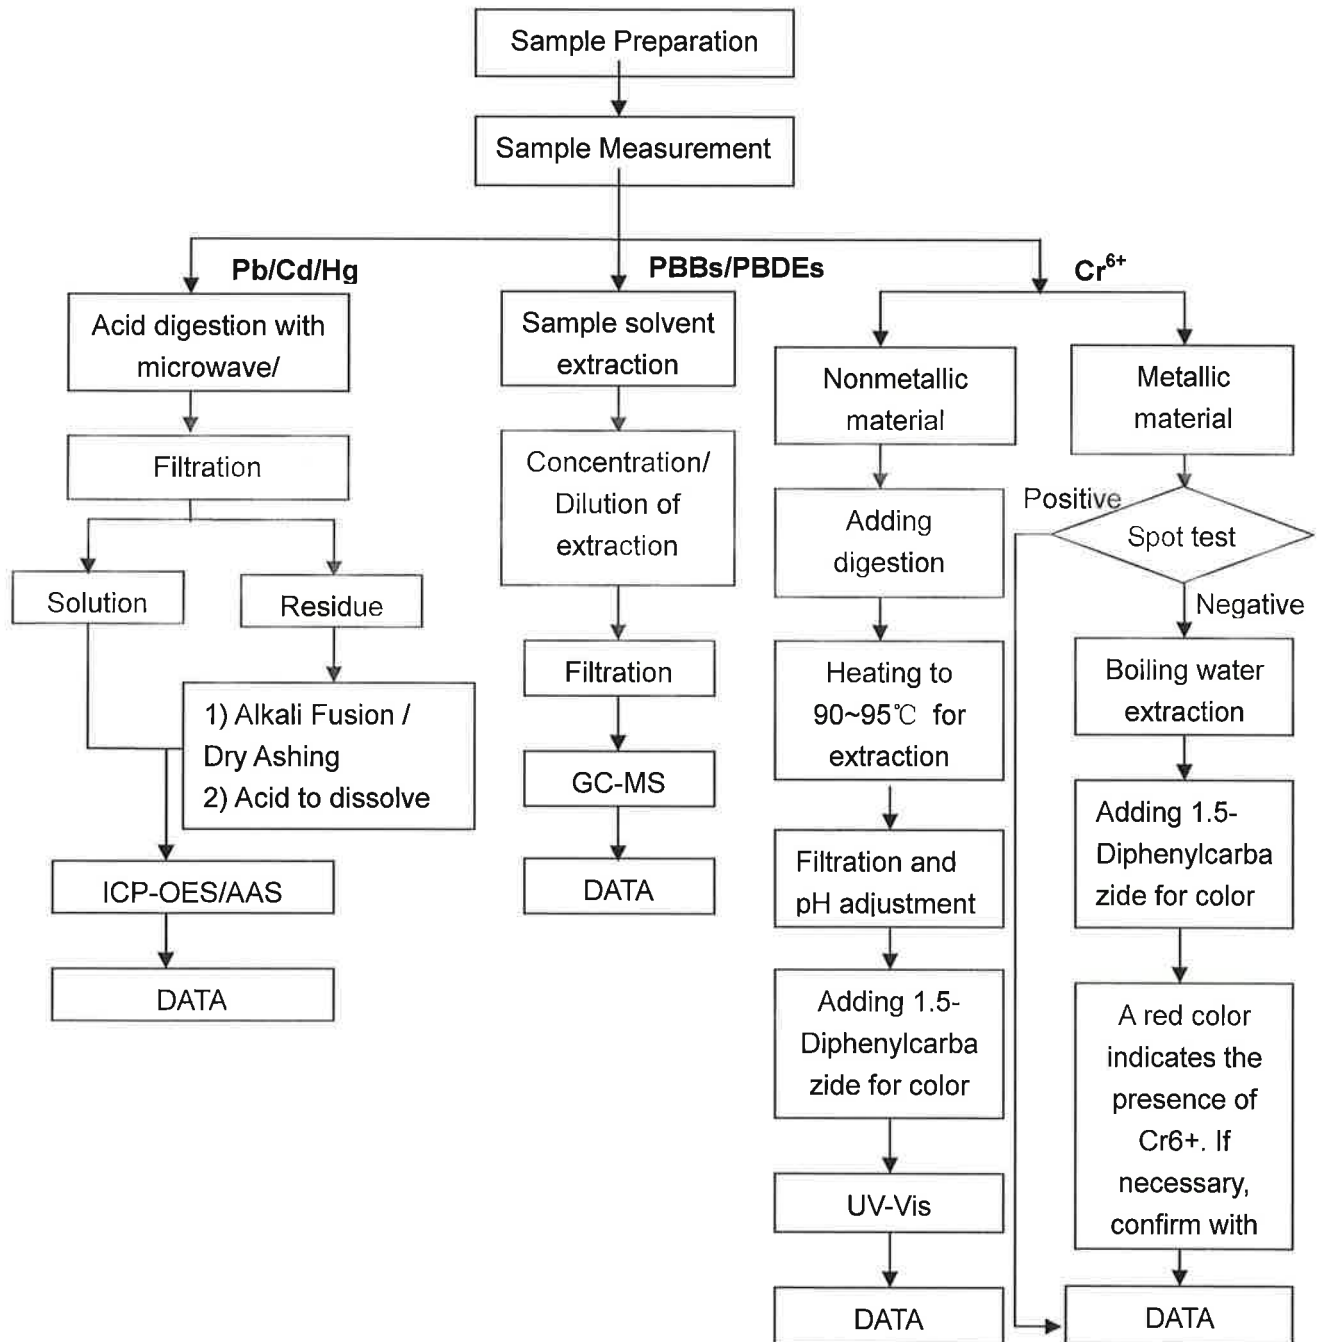 Sample Preparation
Sample Measurement
Pb/Cd/Hg
Acid digestion with
microwave/
Filtration
Solution
Residue
1) Alkali Fusion /
Dry Ashing
2) Acid to dissolve
ICP-OES/AAS
DATA
PBBs/PBDEs
Sample solvent
extraction
Concentration/
Dilution of
extraction
Filtration
GC-MS
DATA
Cr⁶⁺
Nonmetallic
material
Adding
digestion
Heating to
90~95℃ for
extraction
Filtration and
pH adjustment
Adding 1.5-
Diphenylcarba
zide for color
UV-Vis
DATA
Metallic
material
Positive
Spot test
Negative
Boiling water
extraction
Adding 1.5-
Diphenylcarba
zide for color
A red color
indicates the
presence of
Cr6+. If
necessary,
confirm with
DATA